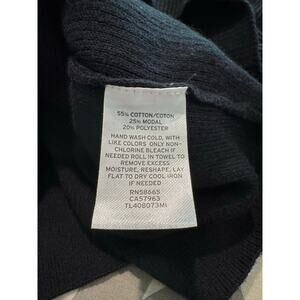 55% COTTON/COTON
25% MODAL
20% POLYESTER
HAND WASH COLD, WITH
LIKE COLORS ONLY NON-
CHLORINE BLEACH IF
NEEDED ROLL IN TOWEL TO
REMOVE EXCESS
MOISTURE, RESHAPE, LAY
FLAT TO DRY COOL IRON
IF NEEDED
RN58665
CA57963
TL408073MI